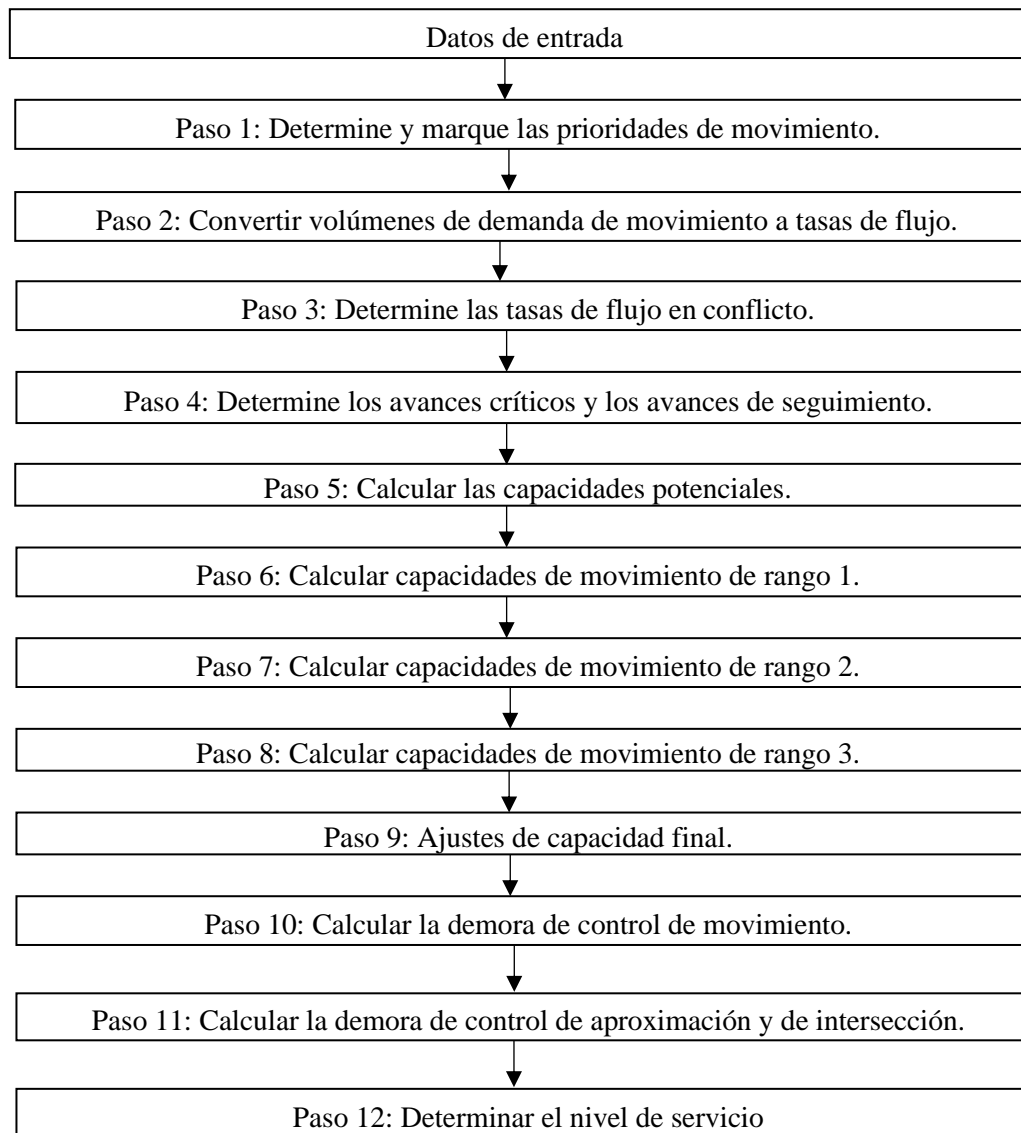 Datos de entrada
Paso 1: Determine y marque las prioridades de movimiento.
Paso 2: Convertir volúmenes de demanda de movimiento a tasas de flujo.
Paso 3: Determine las tasas de flujo en conflicto.
Paso 4: Determine los avances críticos y los avances de seguimiento.
Paso 5: Calcular las capacidades potenciales.
Paso 6: Calcular capacidades de movimiento de rango 1.
Paso 7: Calcular capacidades de movimiento de rango 2.
Paso 8: Calcular capacidades de movimiento de rango 3.
Paso 9: Ajustes de capacidad final.
Paso 10: Calcular la demora de control de movimiento.
Paso 11: Calcular la demora de control de aproximación y de intersección.
Paso 12: Determinar el nivel de servicio